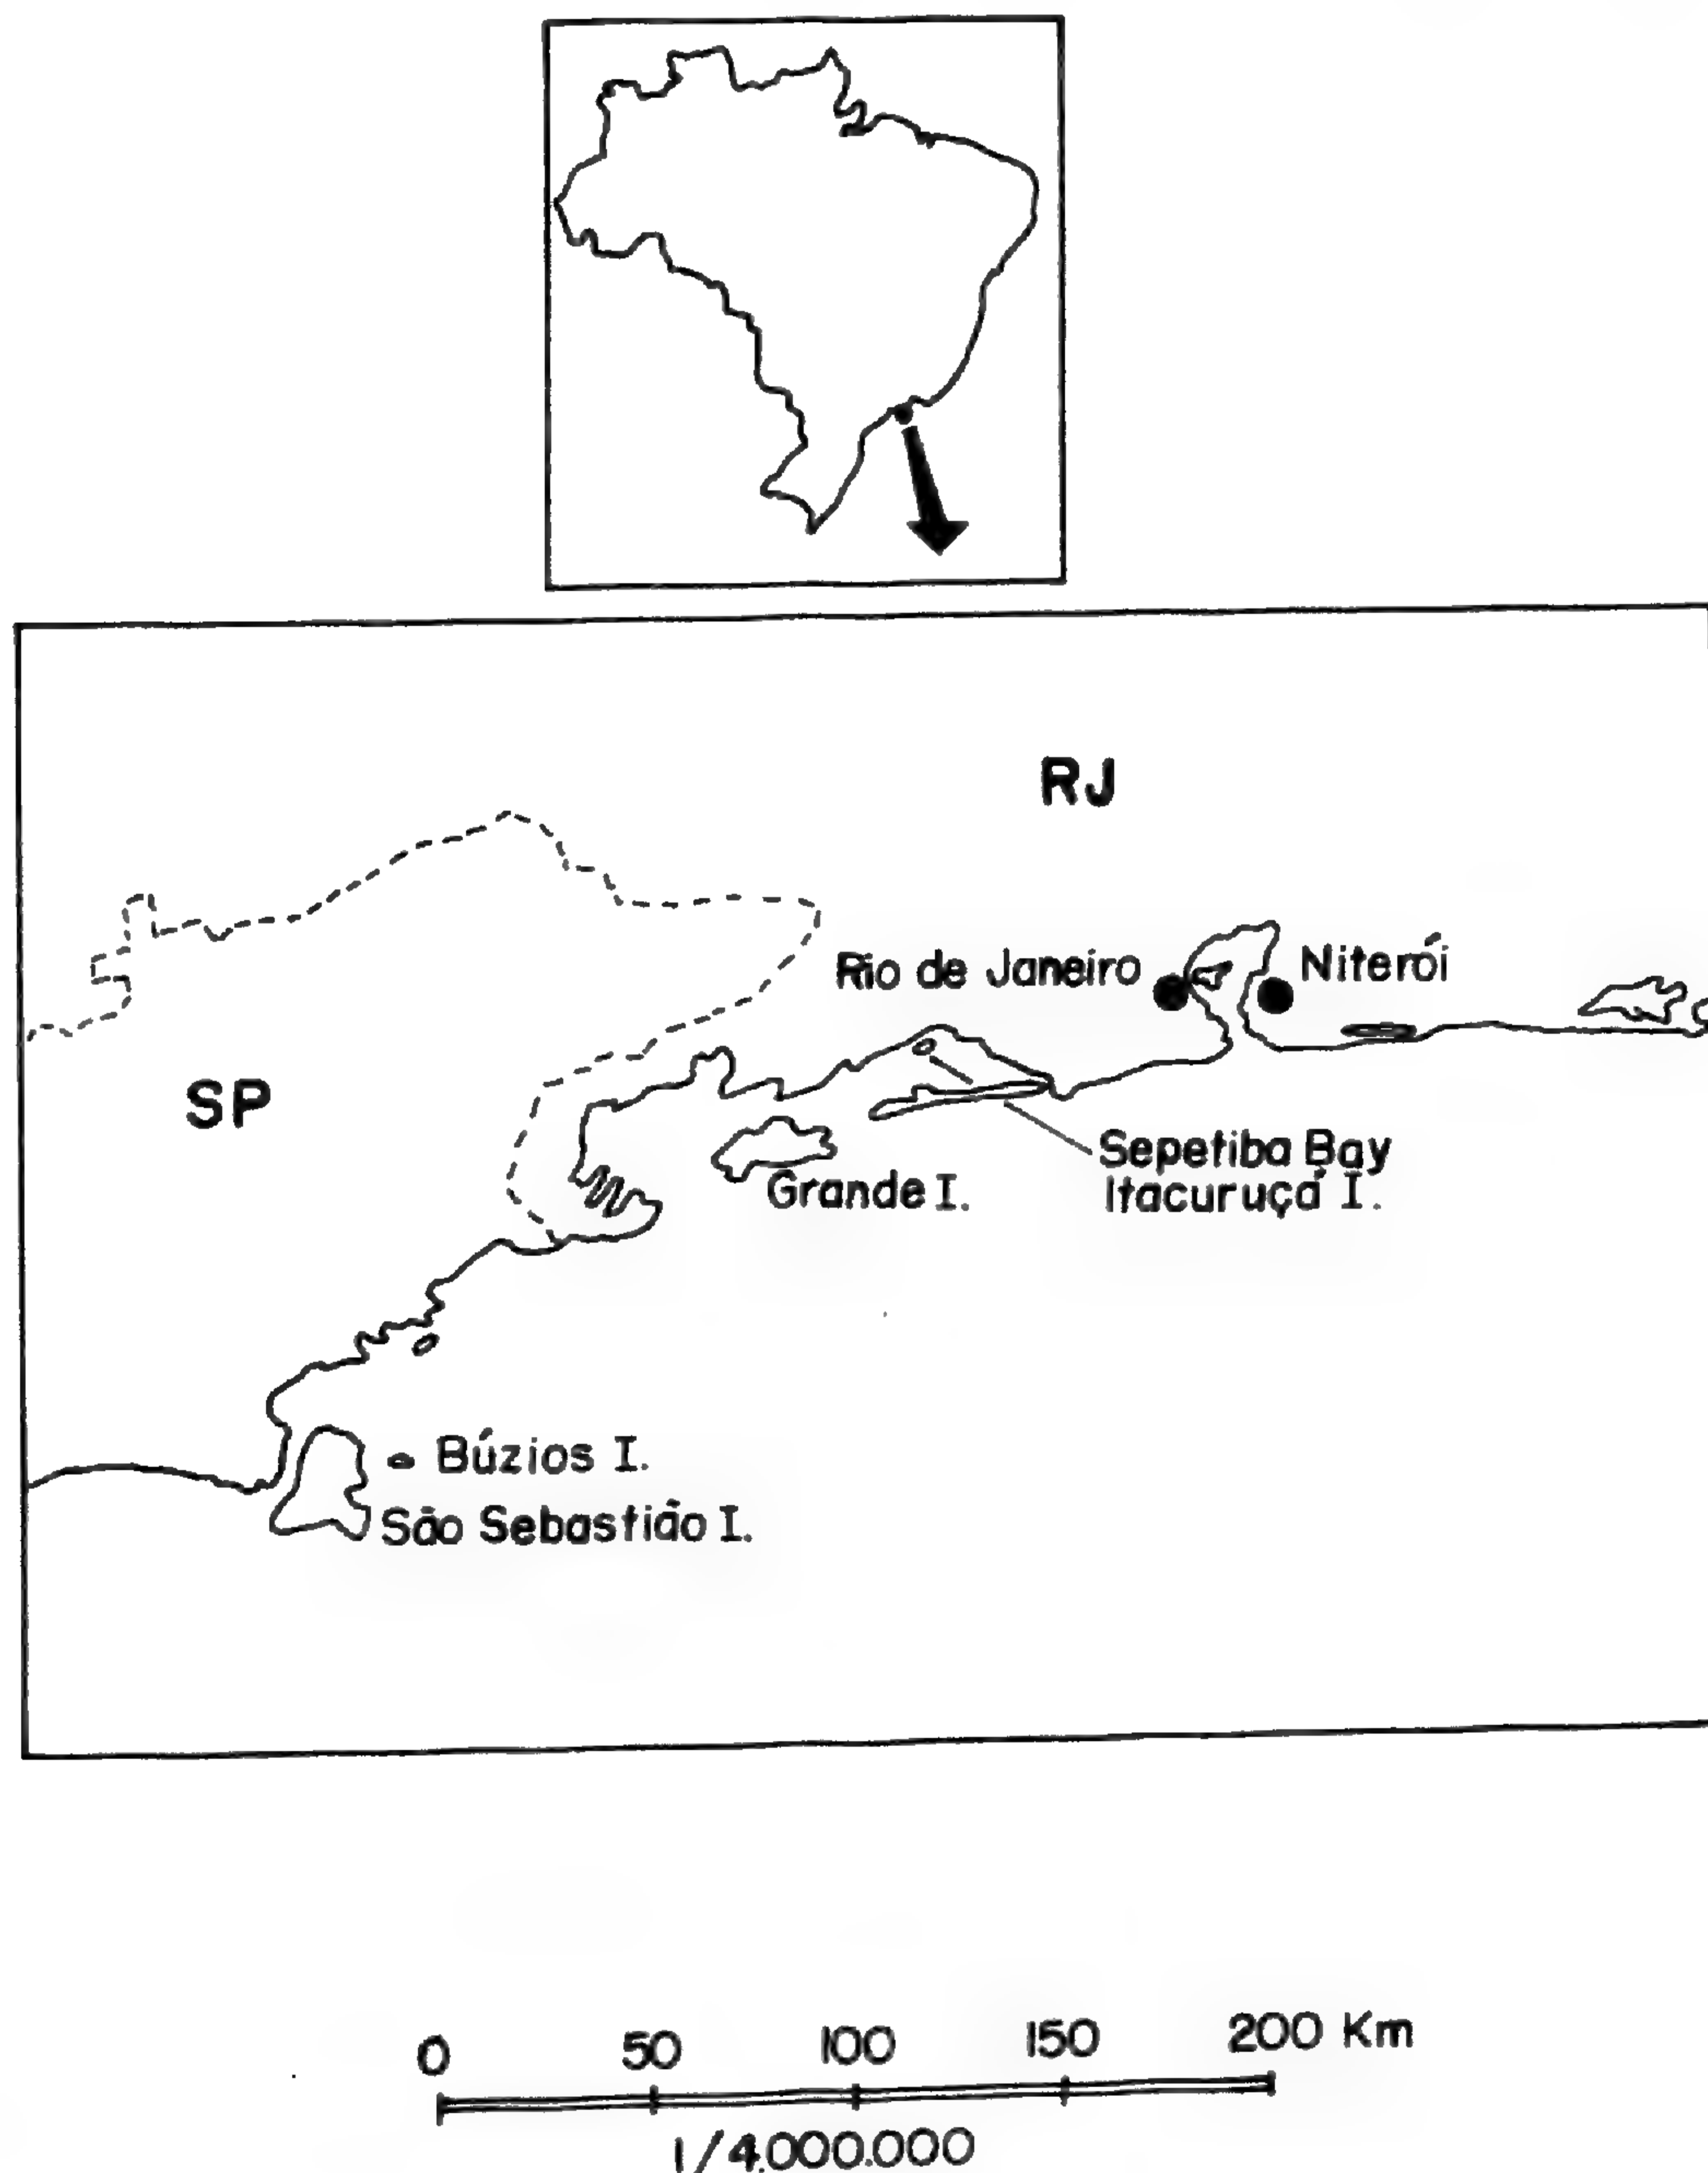 RJ
Rio de Janeiro
Niterói
SP
Sepetiba Bay
Itacuruçá I.
Grande I.
Búzios I.
São Sebastião I.
0 50 100 150 200 Km
1/4.000.000